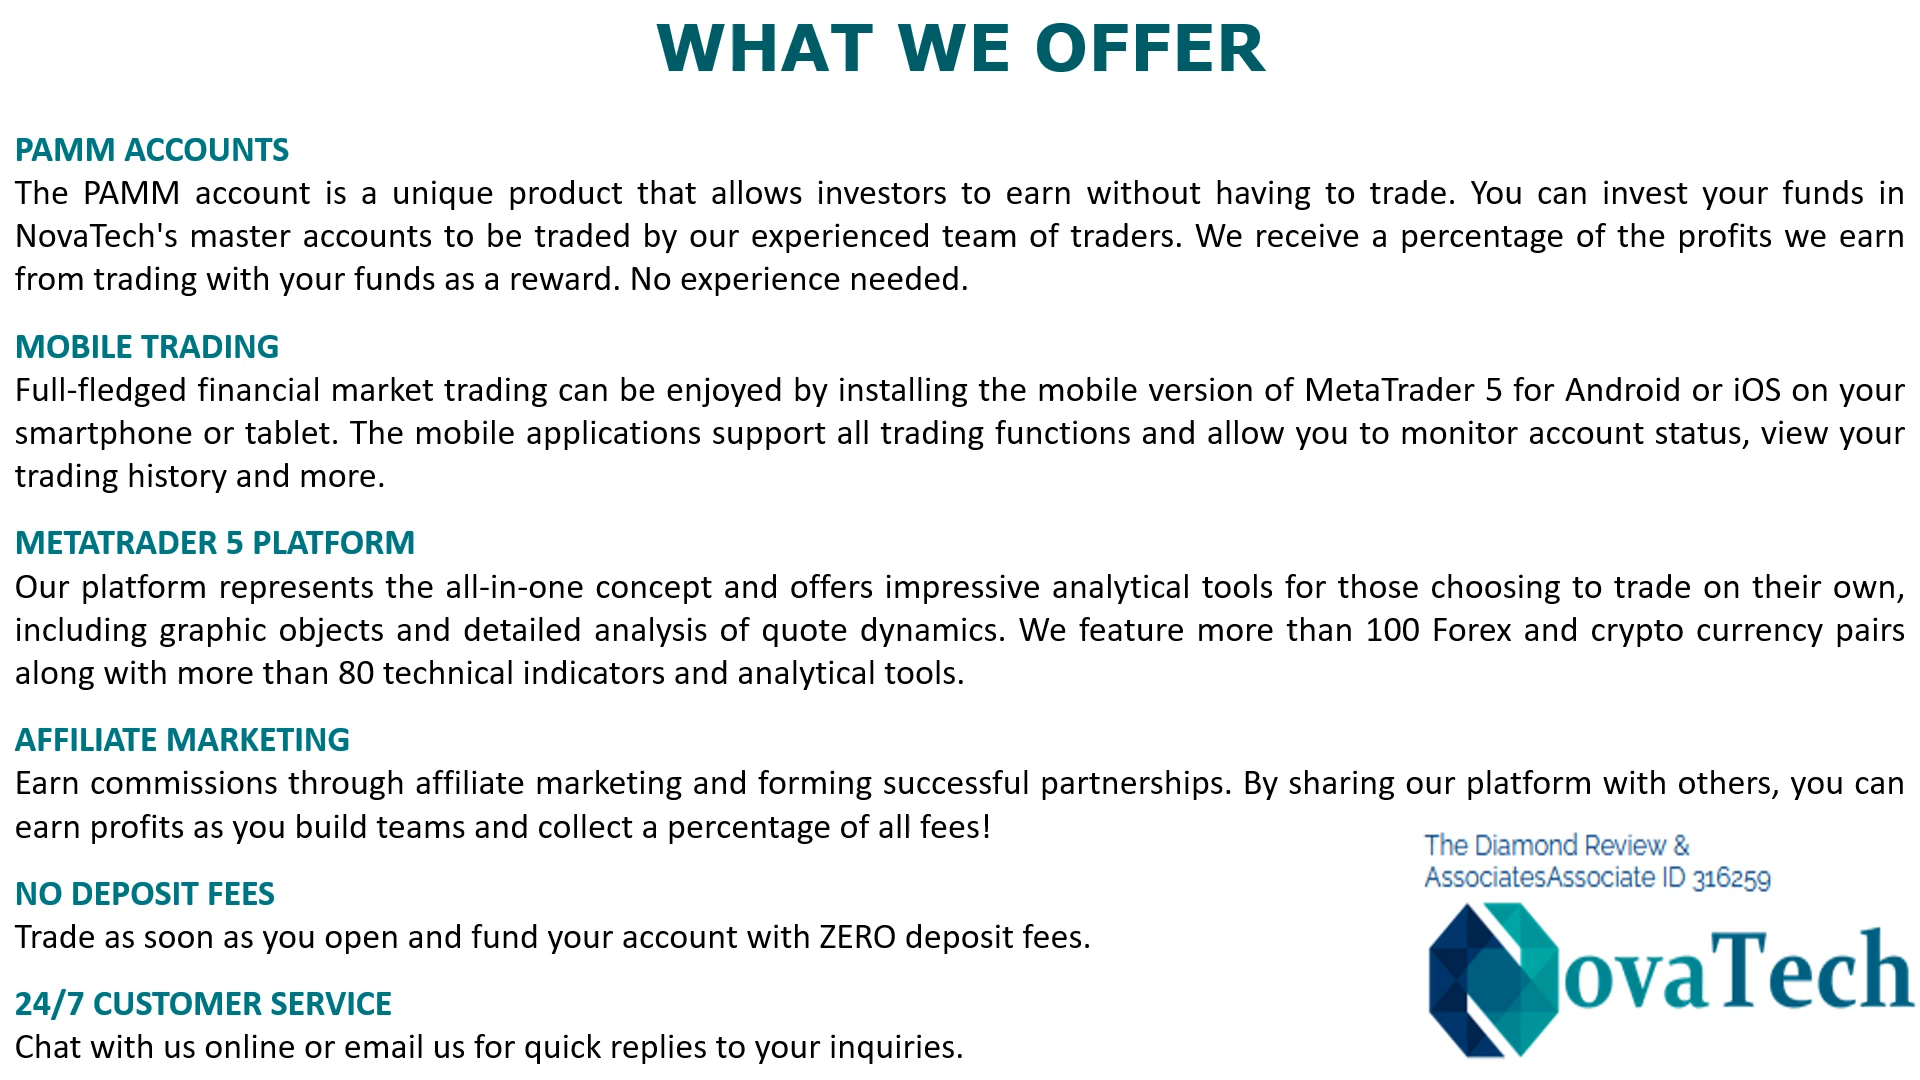 WHAT WE OFFER
PAMM ACCOUNTS
The PAMM account is a unique product that allows investors to earn without having to trade. You can invest your funds in
NovaTech's master accounts to be traded by our experienced team of traders. We receive a percentage of the profits we earn
from trading with your funds as a reward. No experience needed.
MOBILE TRADING
Full-fledged financial market trading can be enjoyed by installing the mobile version of MetaTrader 5 for Android or iOS on your
smartphone or tablet. The mobile applications support all trading functions and allow you to monitor account status, view your
trading history and more.
METATRADER 5 PLATFORM
Our platform represents the all-in-one concept and offers impressive analytical tools for those choosing to trade on their own,
including graphic objects and detailed analysis of quote dynamics. We feature more than 100 Forex and crypto currency pairs
along with more than 80 technical indicators and analytical tools.
AFFILIATE MARKETING
Earn commissions through affiliate marketing and forming successful partnerships. By sharing our platform with others, you can
earn profits as you build teams and collect a percentage of all fees!
NO DEPOSIT FEES
Trade as soon as you open and fund your account with ZERO deposit fees.
24/7 CUSTOMER SERVICE
Chat with us online or email us for quick replies to your inquiries.
The Diamond Review &
AssociatesAssociate ID 316259
NovaTech